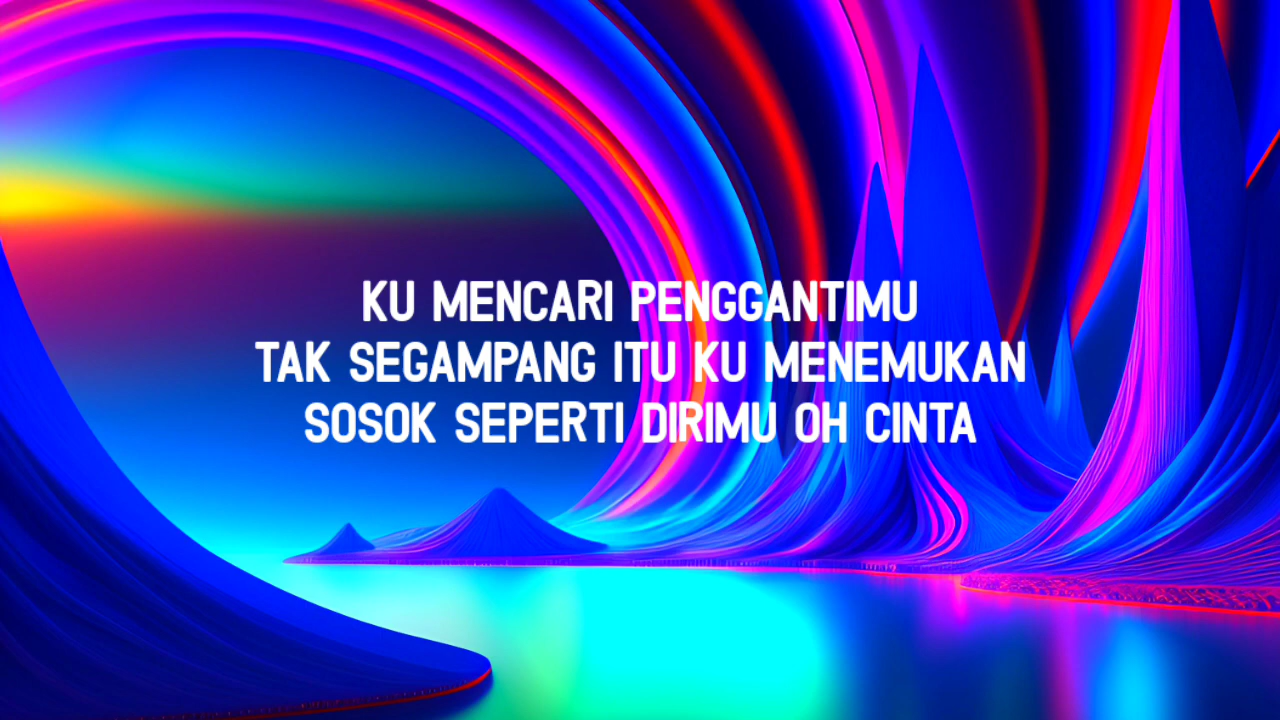 KU MENCARI PENGGANTIMU
TAK SEGAMPANG ITU KU MENEMUKAN
SOSOK SEPERTI DIRIMU OH CINTA